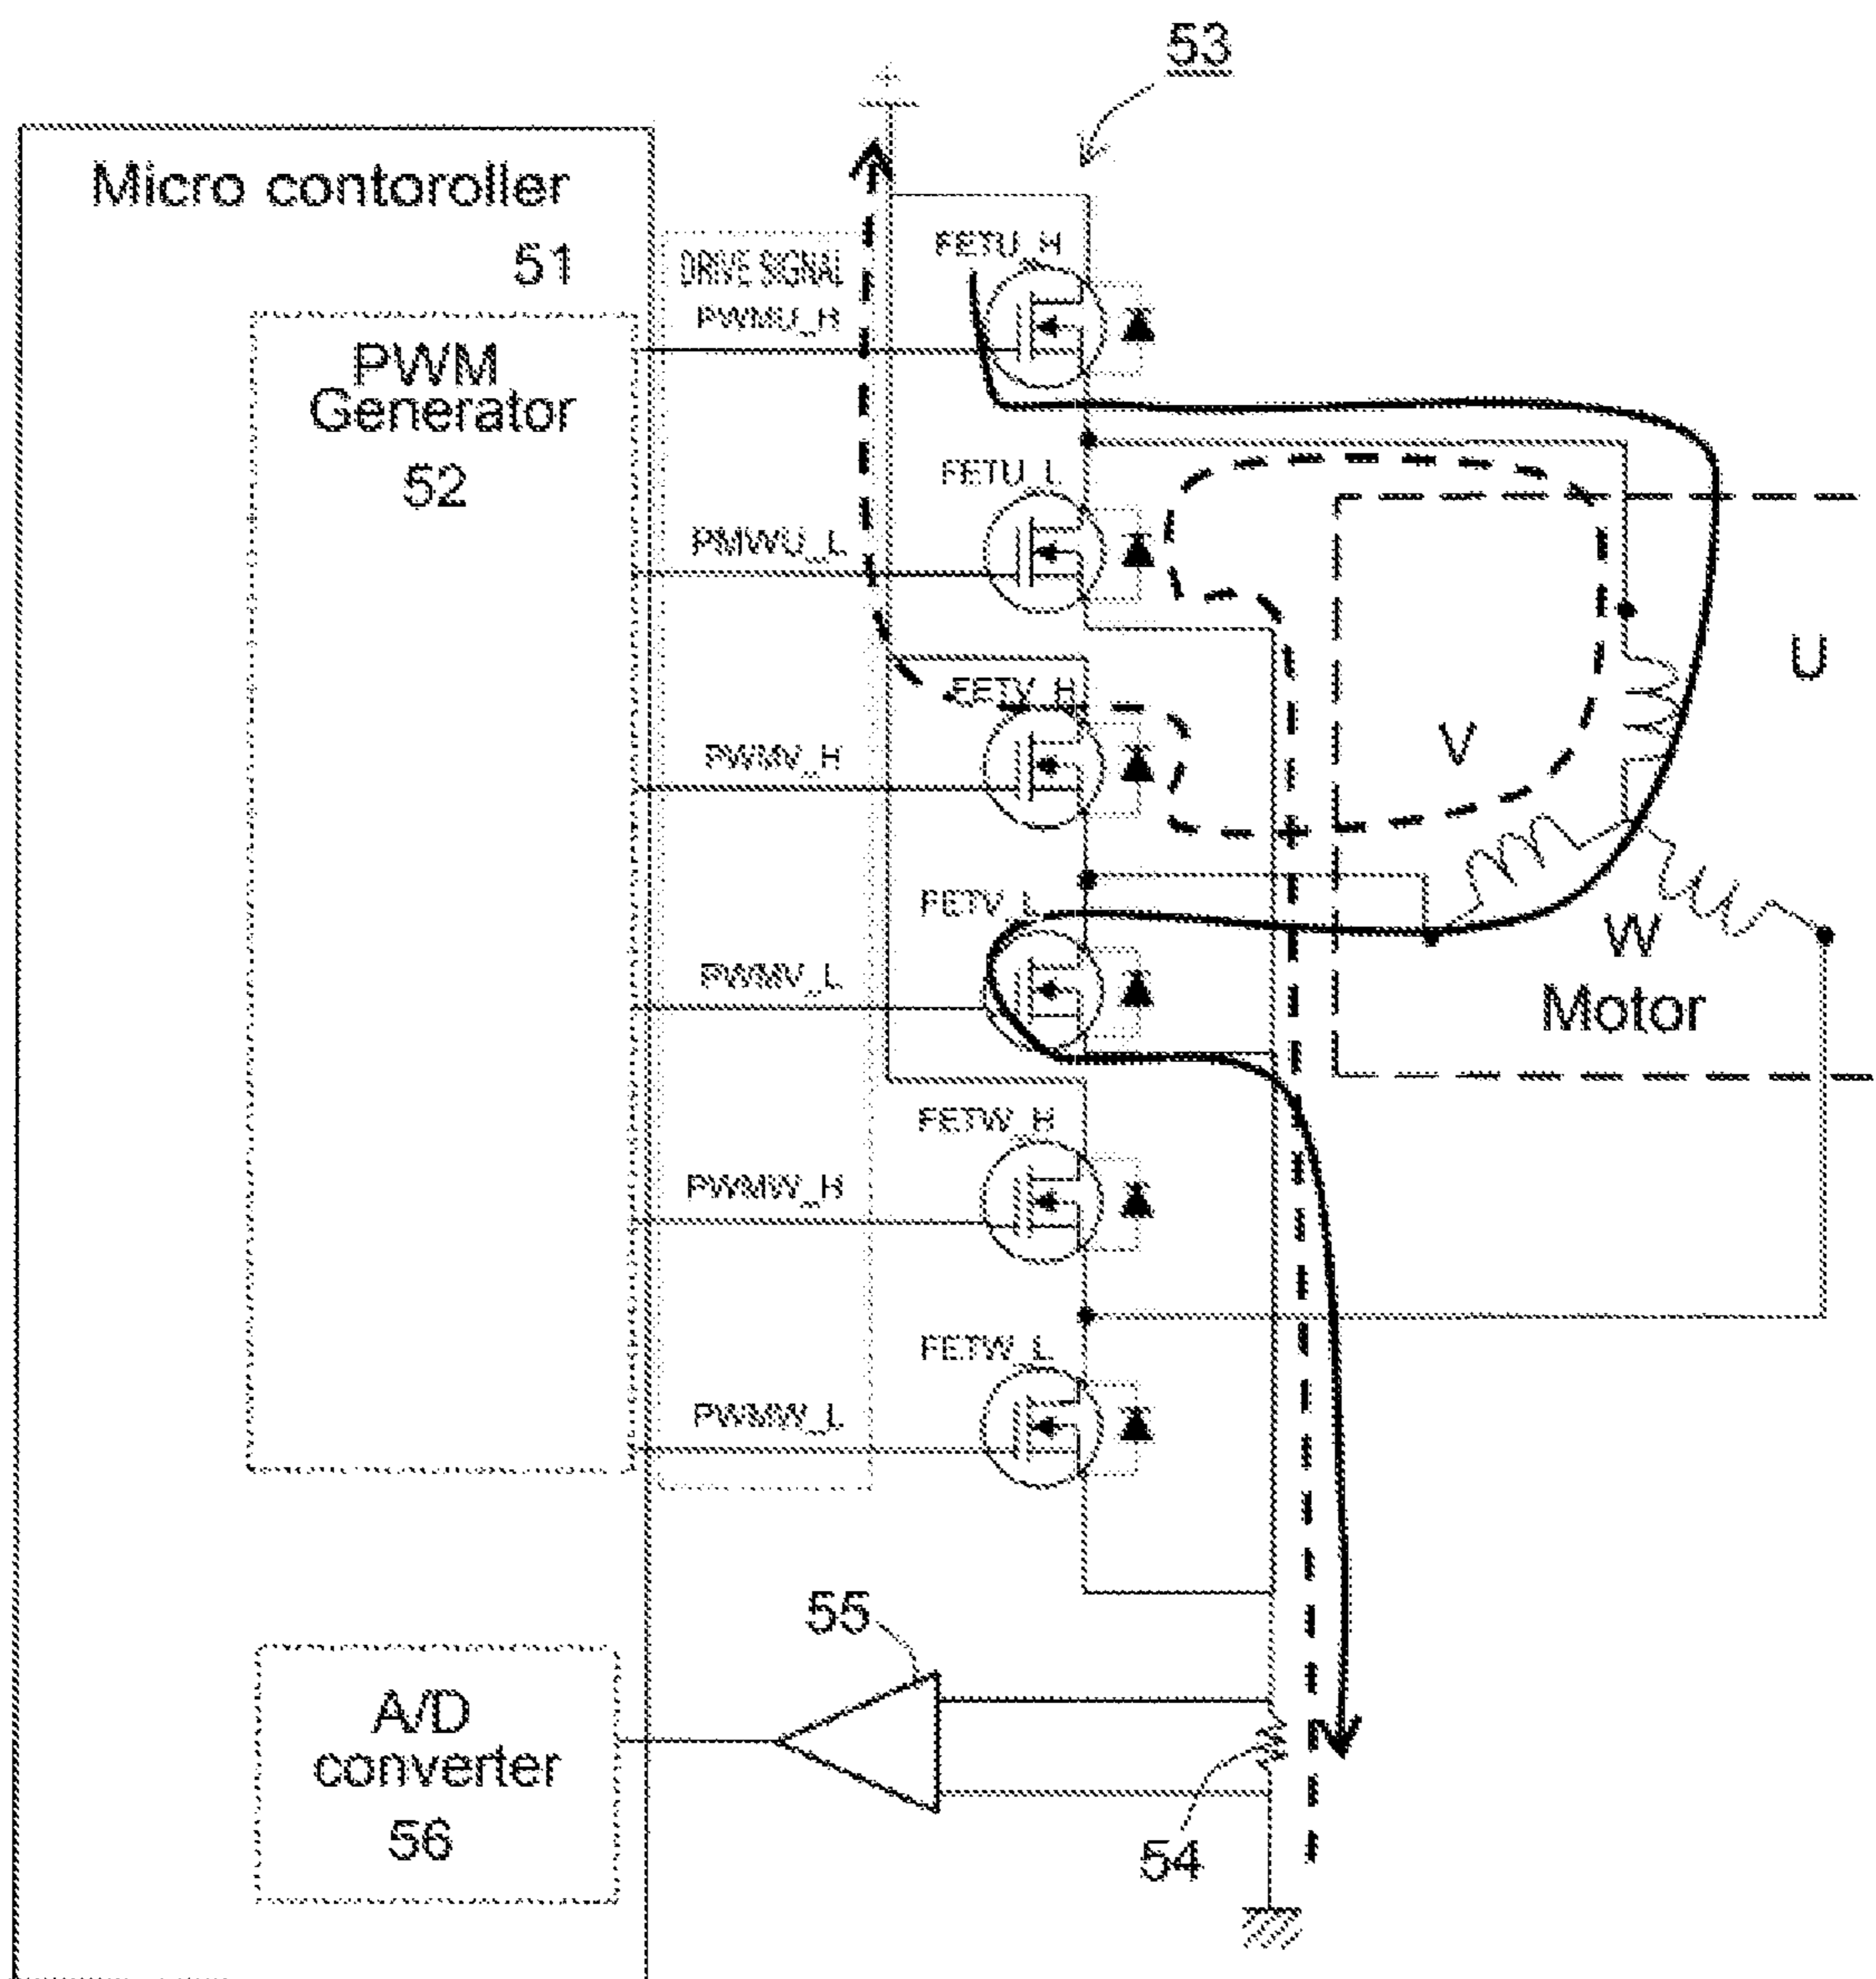 53
Micro contoroller
51
DRIVE SIGNAL
PWMU_H
FETU_H
PWM
Generator
52
FETU_L
PMWU_L
U
FETV_H
PWMV_H
V
FETV_L
W
PWMV_L
Motor
FETW_H
PWMW_H
FETW_L
PWMW_L
55
A/D
converter
56
54